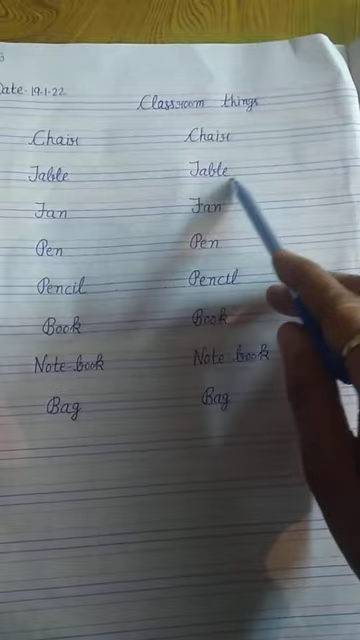 Date. 19.1.22
Classroom things
Chair Chair
Table Table
Fan Fan
Pen Pen
Pencil Pencil
Book Book
Note-book Note-book
Bag Bag